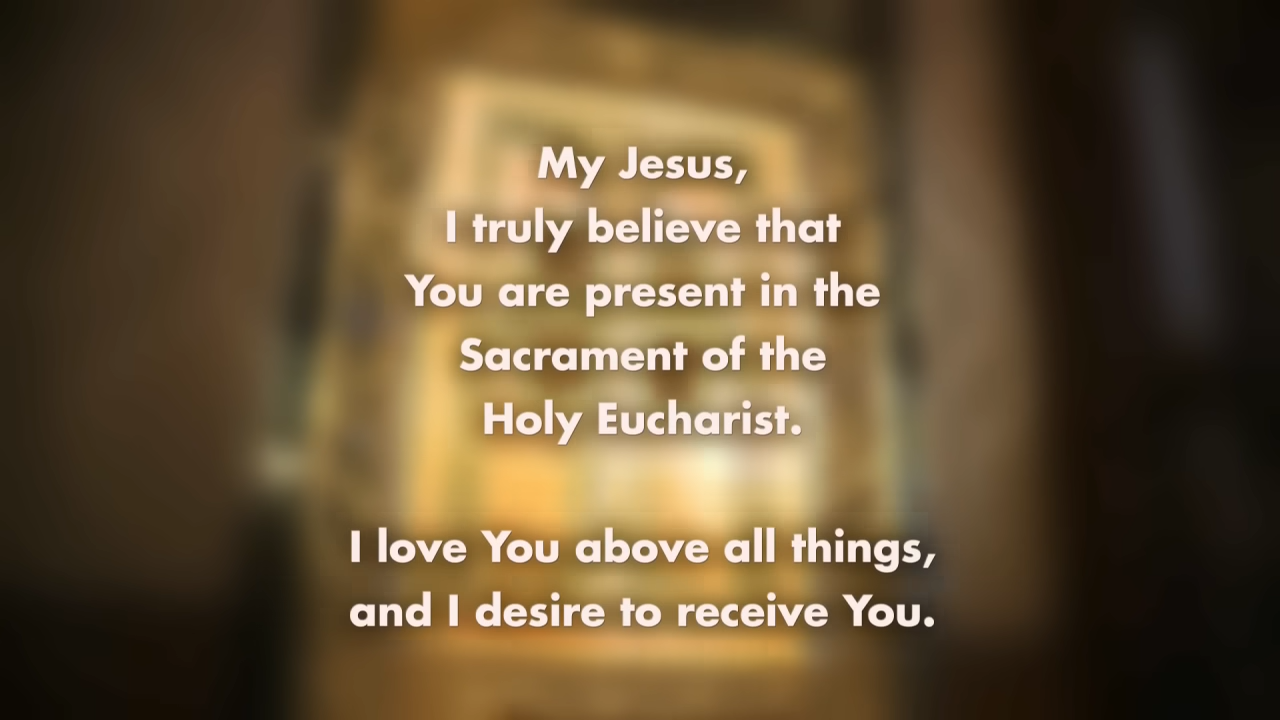 My Jesus,
I truly believe that
You are present in the
Sacrament of the
Holy Eucharist.
I love You above all things,
and I desire to receive You.